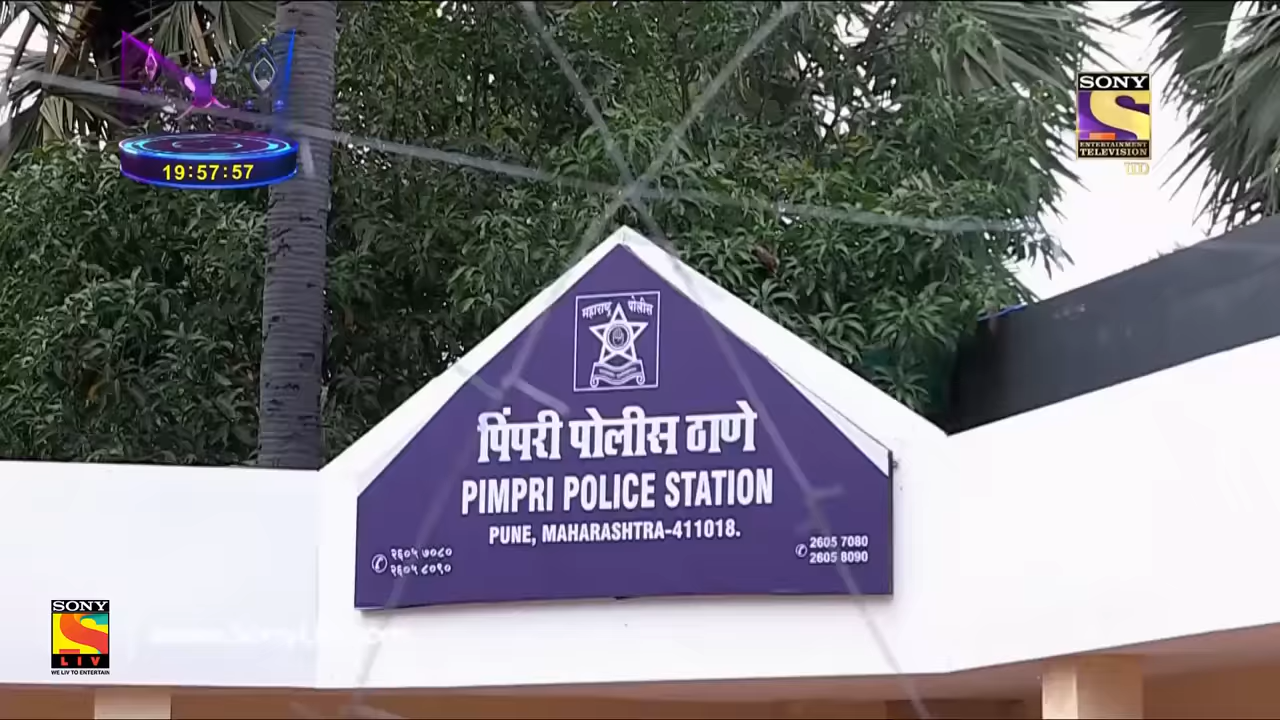 19:57:57
SONY
ENTERTAINMENT
TELEVISION
HD
महाराष्ट्र पोलीस
पिंपरी पोलीस ठाणे
PIMPRI POLICE STATION
PUNE, MAHARASHTRA-411018.
२६०५ ७०८०
२६०५ ८०९०
2605 7080
2605 8090
SONY
LIV
WE LIV TO ENTERTAIN